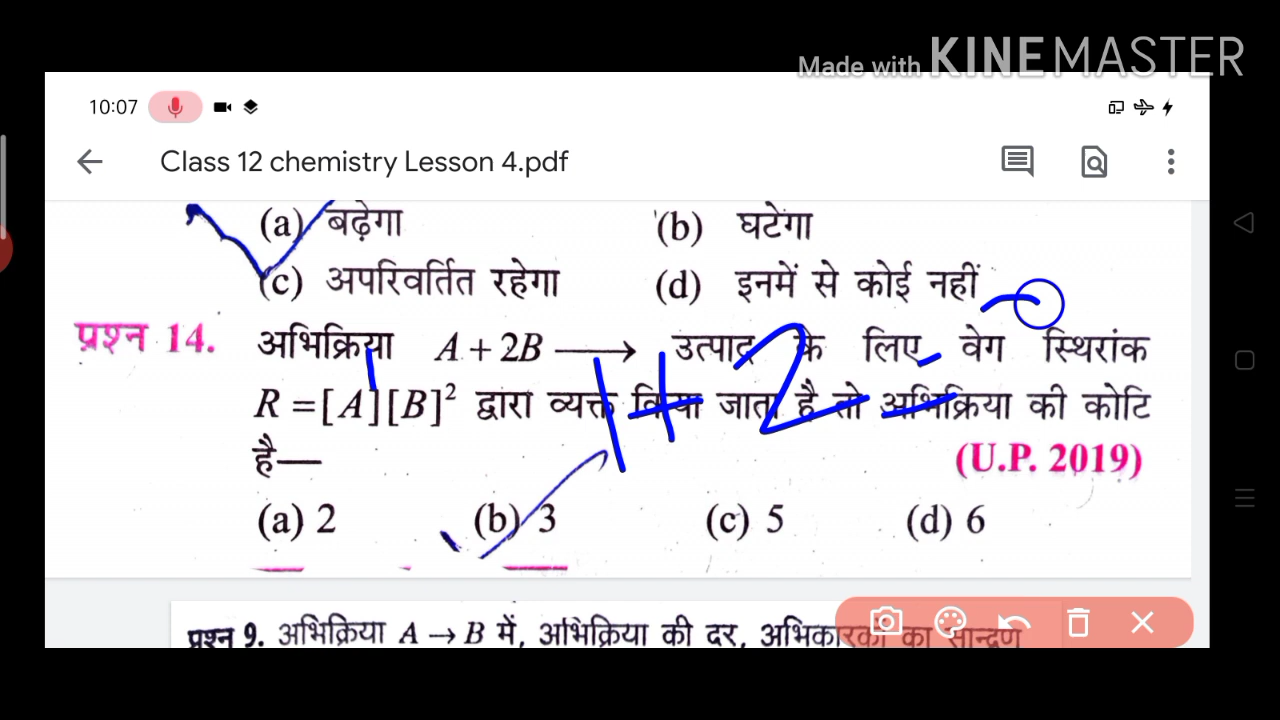 Made with KINEMASTER
10:07
Class 12 chemistry Lesson 4.pdf
(a) बढ़ेगा (b) घटेगा
(c) अपरिवर्तित रहेगा (d) इनमें से कोई नहीं
प्रश्न 14. अभिक्रिया A + 2B ⟶ उत्पाद के लिए वेग स्थिरांक
R = [A][B]² द्वारा व्यक्त किया जाता है तो अभिक्रिया की कोटि
1 1+2
है—
(U.P. 2019)
(a) 2 (b) 3 (c) 5 (d) 6
प्रश्न 9. अभिक्रिया A → B में, अभिक्रिया की दर, अभिकारकों का सान्द्रण